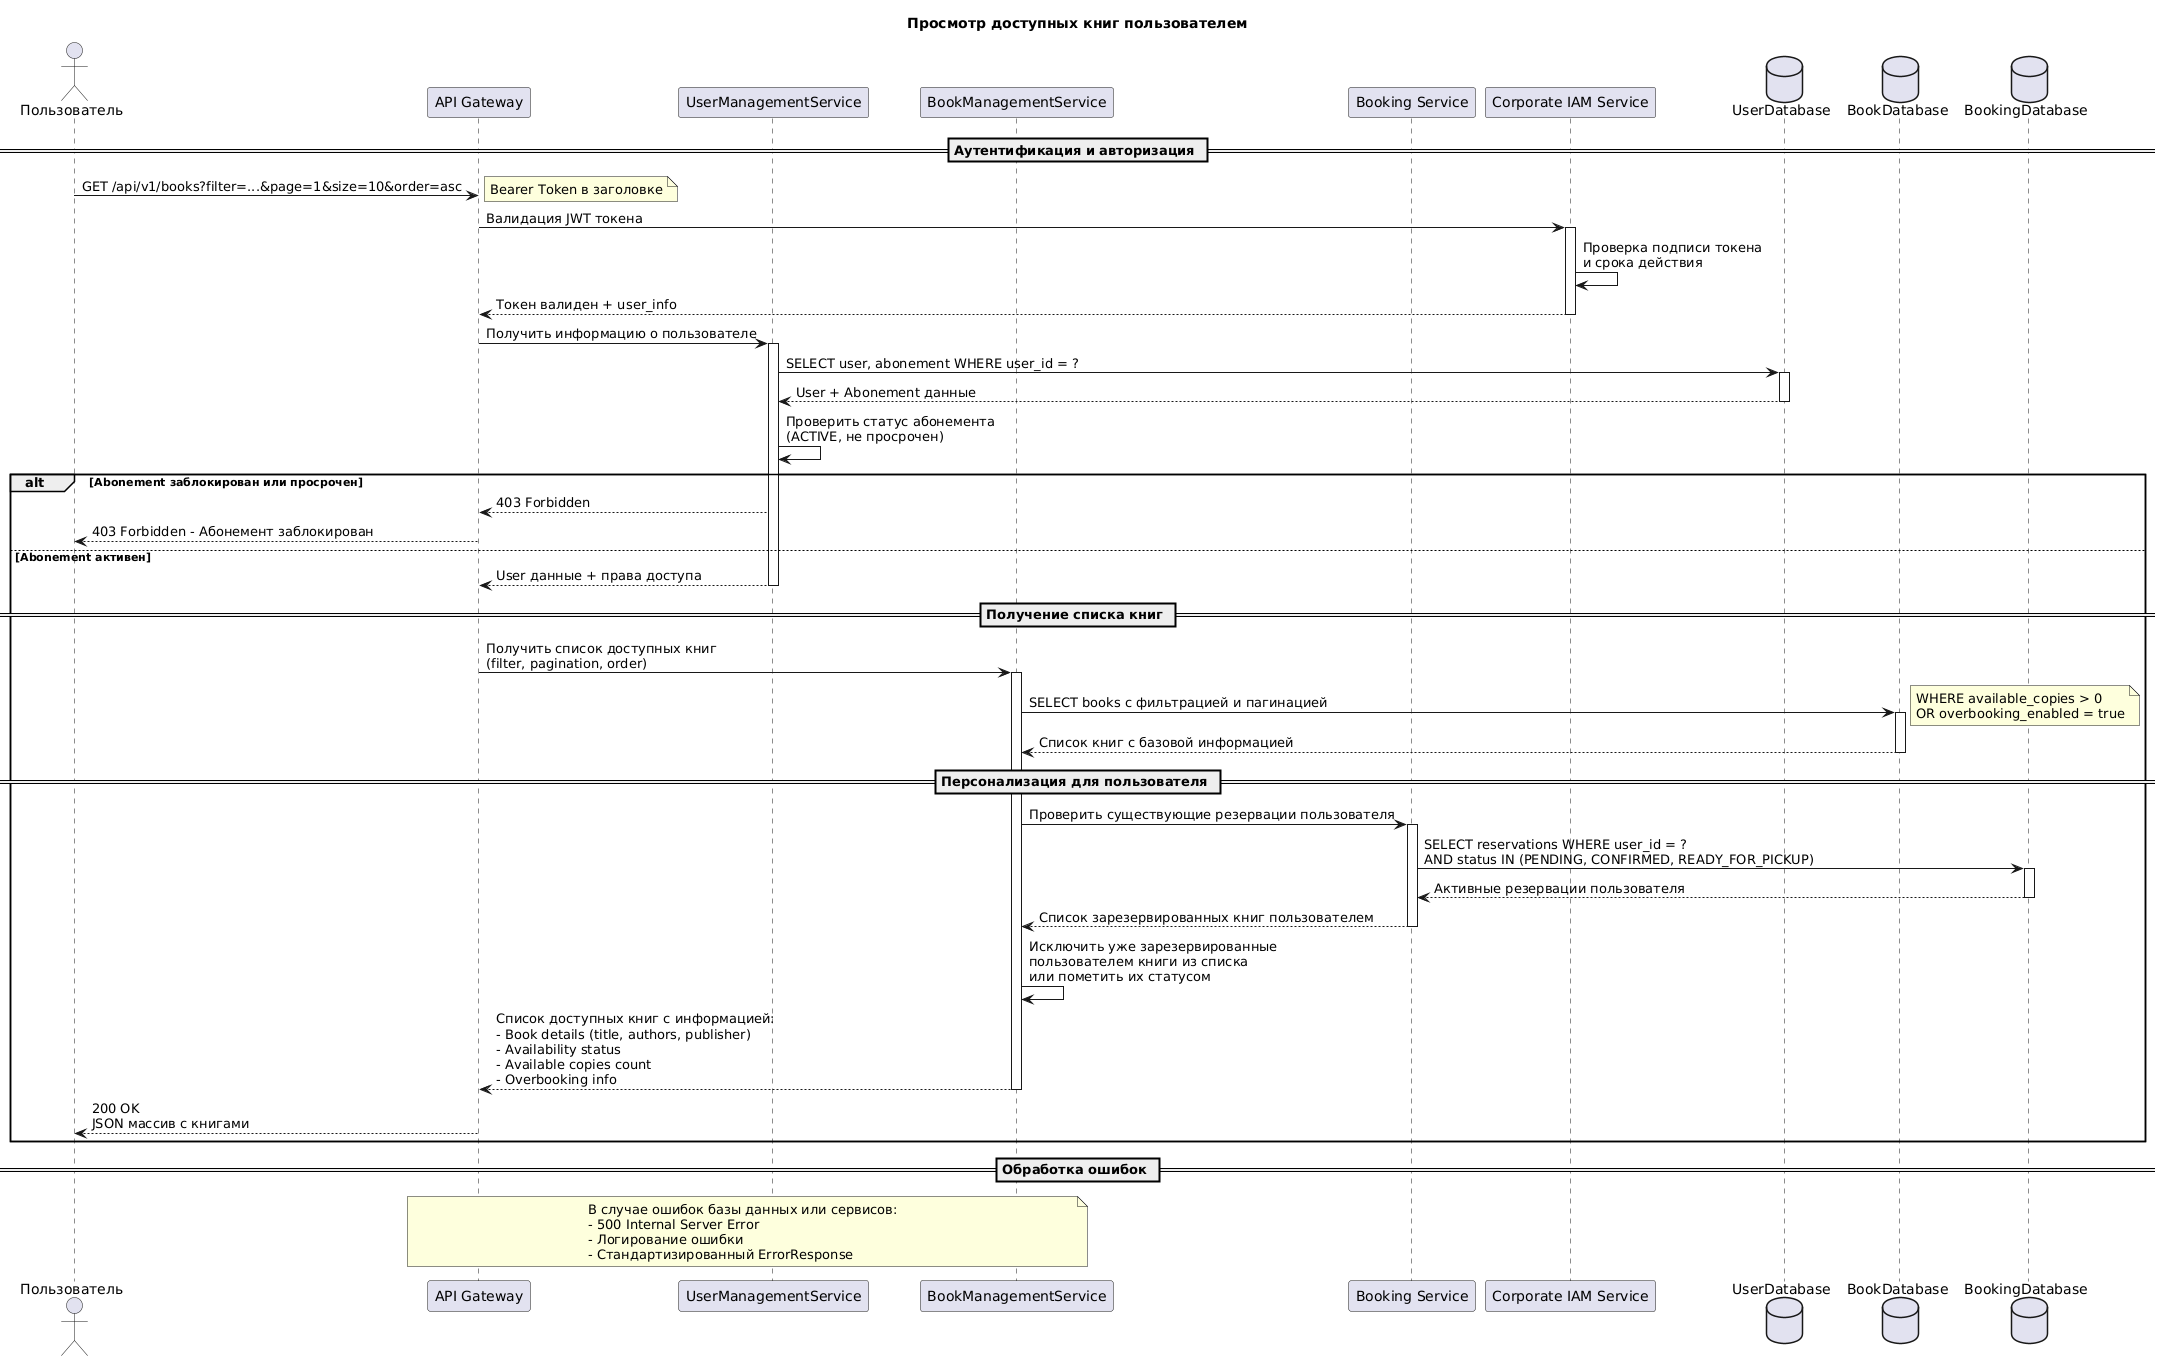 Просмотр доступных книг пользователем
Пользователь
API Gateway
UserManagementService
BookManagementService
Booking Service
Corporate IAM Service
UserDatabase
BookDatabase
BookingDatabase
Аутентификация и авторизация
GET /api/v1/books?filter=...&page=1&size=10&order=asc
Bearer Token в заголовке
Валидация JWT токена
Проверка подписи токена
и срока действия
Токен валиден + user_info
Получить информацию о пользователе
SELECT user, abonement WHERE user_id = ?
User + Abonement данные
Проверить статус абонемента
(ACTIVE, не просрочен)
alt
[Abonement заблокирован или просрочен]
403 Forbidden
403 Forbidden - Абонемент заблокирован
[Abonement активен]
User данные + права доступа
Получение списка книг
Получить список доступных книг
(filter, pagination, order)
SELECT books с фильтрацией и пагинацией
WHERE available_copies > 0
OR overbooking_enabled = true
Список книг с базовой информацией
Персонализация для пользователя
Проверить существующие резервации пользователя
SELECT reservations WHERE user_id = ?
AND status IN (PENDING, CONFIRMED, READY_FOR_PICKUP)
Активные резервации пользователя
Список зарезервированных книг пользователем
Исключить уже зарезервированные
пользователем книги из списка
или пометить их статусом
Список доступных книг с информацией:
- Book details (title, authors, publisher)
- Availability status
- Available copies count
- Overbooking info
200 OK
JSON массив с книгами
Обработка ошибок
В случае ошибок базы данных или сервисов:
- 500 Internal Server Error
- Логирование ошибки
- Стандартизированный ErrorResponse
Пользователь
API Gateway
UserManagementService
BookManagementService
Booking Service
Corporate IAM Service
UserDatabase
BookDatabase
BookingDatabase